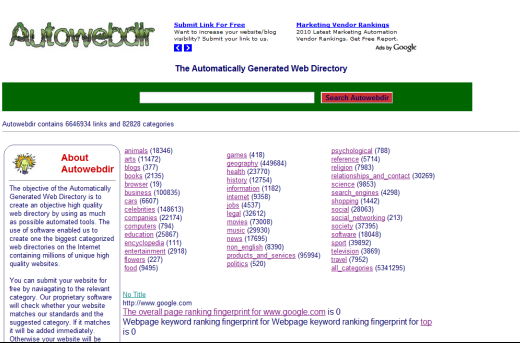 Autowebdir
Submit Link For Free
Want to increase your website/blog
visibility? Submit your link to us.
Marketing Vendor Rankings
2010 Latest Marketing Automation
Vendor Rankings. Get Free Report.
Ads by Google
The Automatically Generated Web Directory
Search Autowebdir
Autowebdir contains 6646934 links and 82828 categories
About
Autowebdir
The objective of the Automatically
Generated Web Directory is to
create an objective high quality
web directory by using as much
as possible automated tools. The
use of software enabled us to
create one the biggest categorized
web directories on the Internet
containing millions of unique high
quality websites.
You can submit your website for
free by navigating to the relevant
category. Our proprietary software
will check whether your website
matches our standards and the
suggested category. If it matches
it will be added immediately.
Otherwise your website will be
animals (18346)
arts (11472)
blogs (377)
books (2135)
browser (19)
business (100835)
cars (6607)
celebrities (148613)
companies (22174)
computers (794)
education (25867)
encyclopedia (111)
entertainment (2918)
flowers (227)
food (9495)
games (418)
geography (449684)
health (23770)
history (12754)
information (1182)
internet (9358)
jobs (4537)
legal (32612)
movies (73008)
music (29930)
news (17695)
non_english (8390)
products_and_services (95994)
politics (520)
psychological (788)
reference (5714)
religion (7983)
relationships_and_contact (30269)
science (9853)
search_engines (4298)
shopping (1442)
social (28063)
social_networking (213)
society (37395)
software (18048)
sport (39892)
television (3869)
travel (7952)
all_categories (5341295)
No Title
http://www.google.com
The overall page ranking fingerprint for www.google.com is 0
Webpage keyword ranking fingerprint for Webpage keyword ranking fingerprint for top
is 0